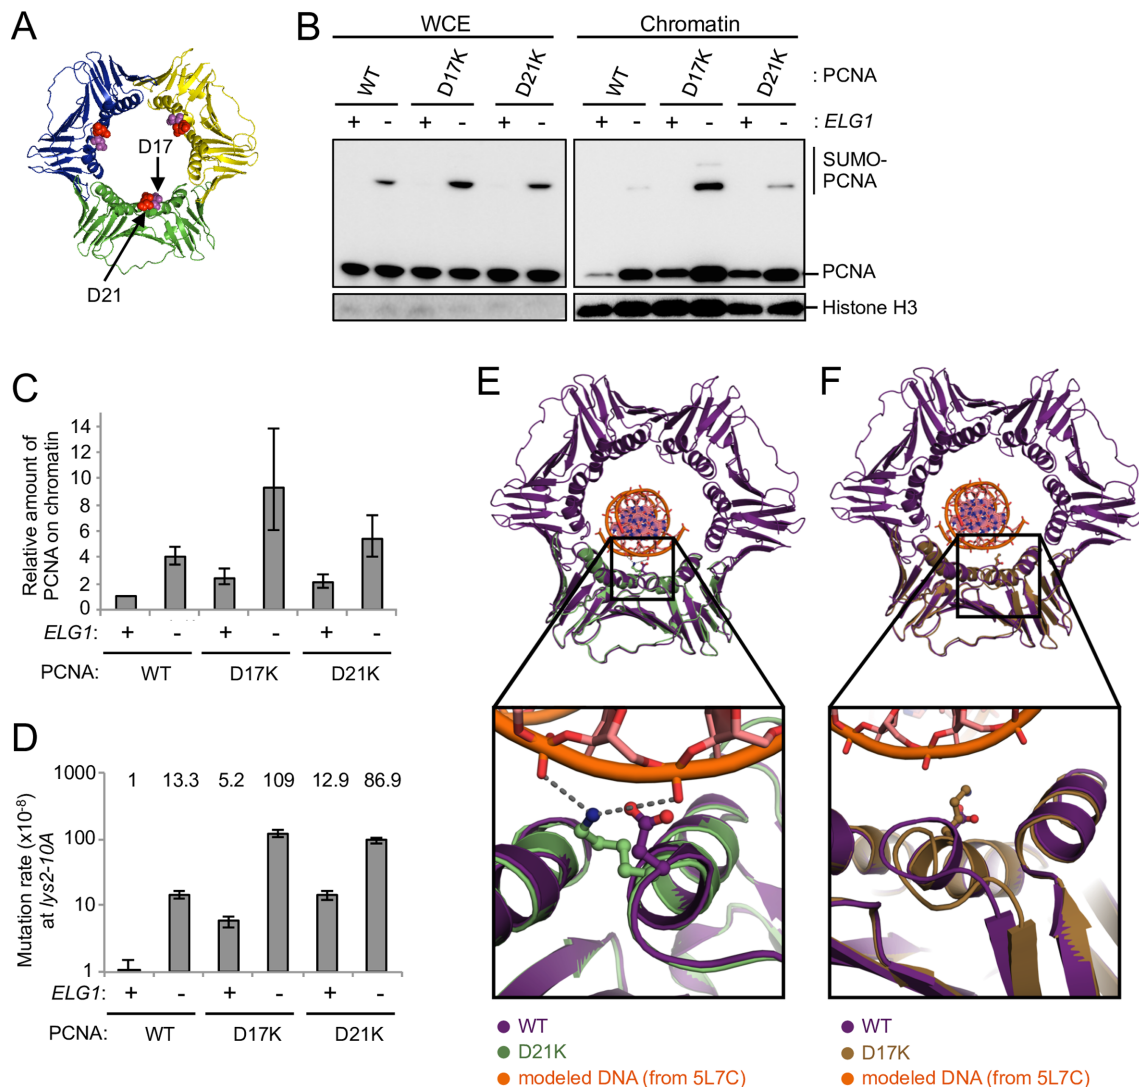 A
D17
D21
B
WCE Chromatin
WT D17K D21K WT D17K D21K : PCNA
+ - + - + - + - + - + - : ELG1
SUMO-
PCNA
PCNA
Histone H3
C
Relative amount of
PCNA on chromatin
14
12
10
8
6
4
2
0
ELG1: + - + - + -
PCNA: WT D17K D21K
D
Mutation rate (x10-8)
at lys2-10A
1000
100
10
1
1 13.3 5.2 109 12.9 86.9
ELG1: + - + - + -
PCNA: WT D17K D21K
E
WT
D21K
modeled DNA (from 5L7C)
F
WT
D17K
modeled DNA (from 5L7C)